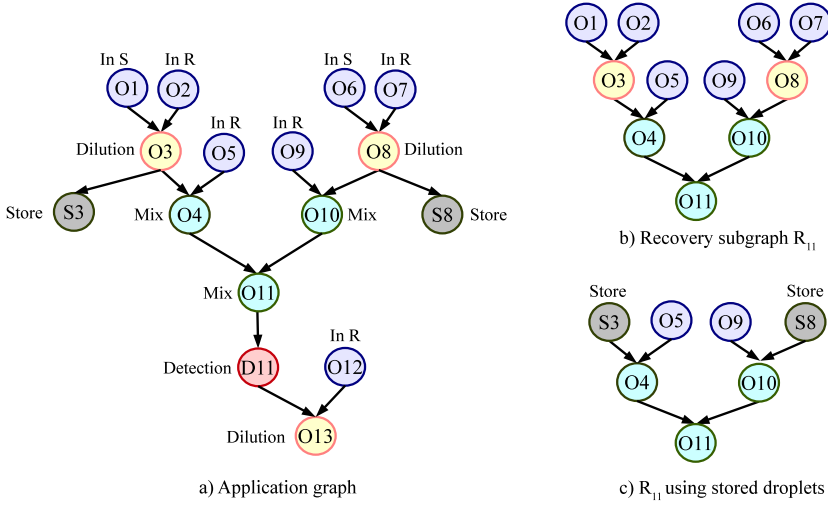 In S In R
O1 O2
In S In R
O6 O7
In R
O5
In R
O9
Dilution O3
O8 Dilution
Store S3
Mix O4
O10 Mix
S8 Store
Mix O11
In R
Detection D11
O12
Dilution O13
a) Application graph
O1 O2 O6 O7
O3 O5 O9 O8
O4 O10
O11
b) Recovery subgraph R₁₁
Store Store
S3 O5 O9 S8
O4 O10
O11
c) R₁₁ using stored droplets